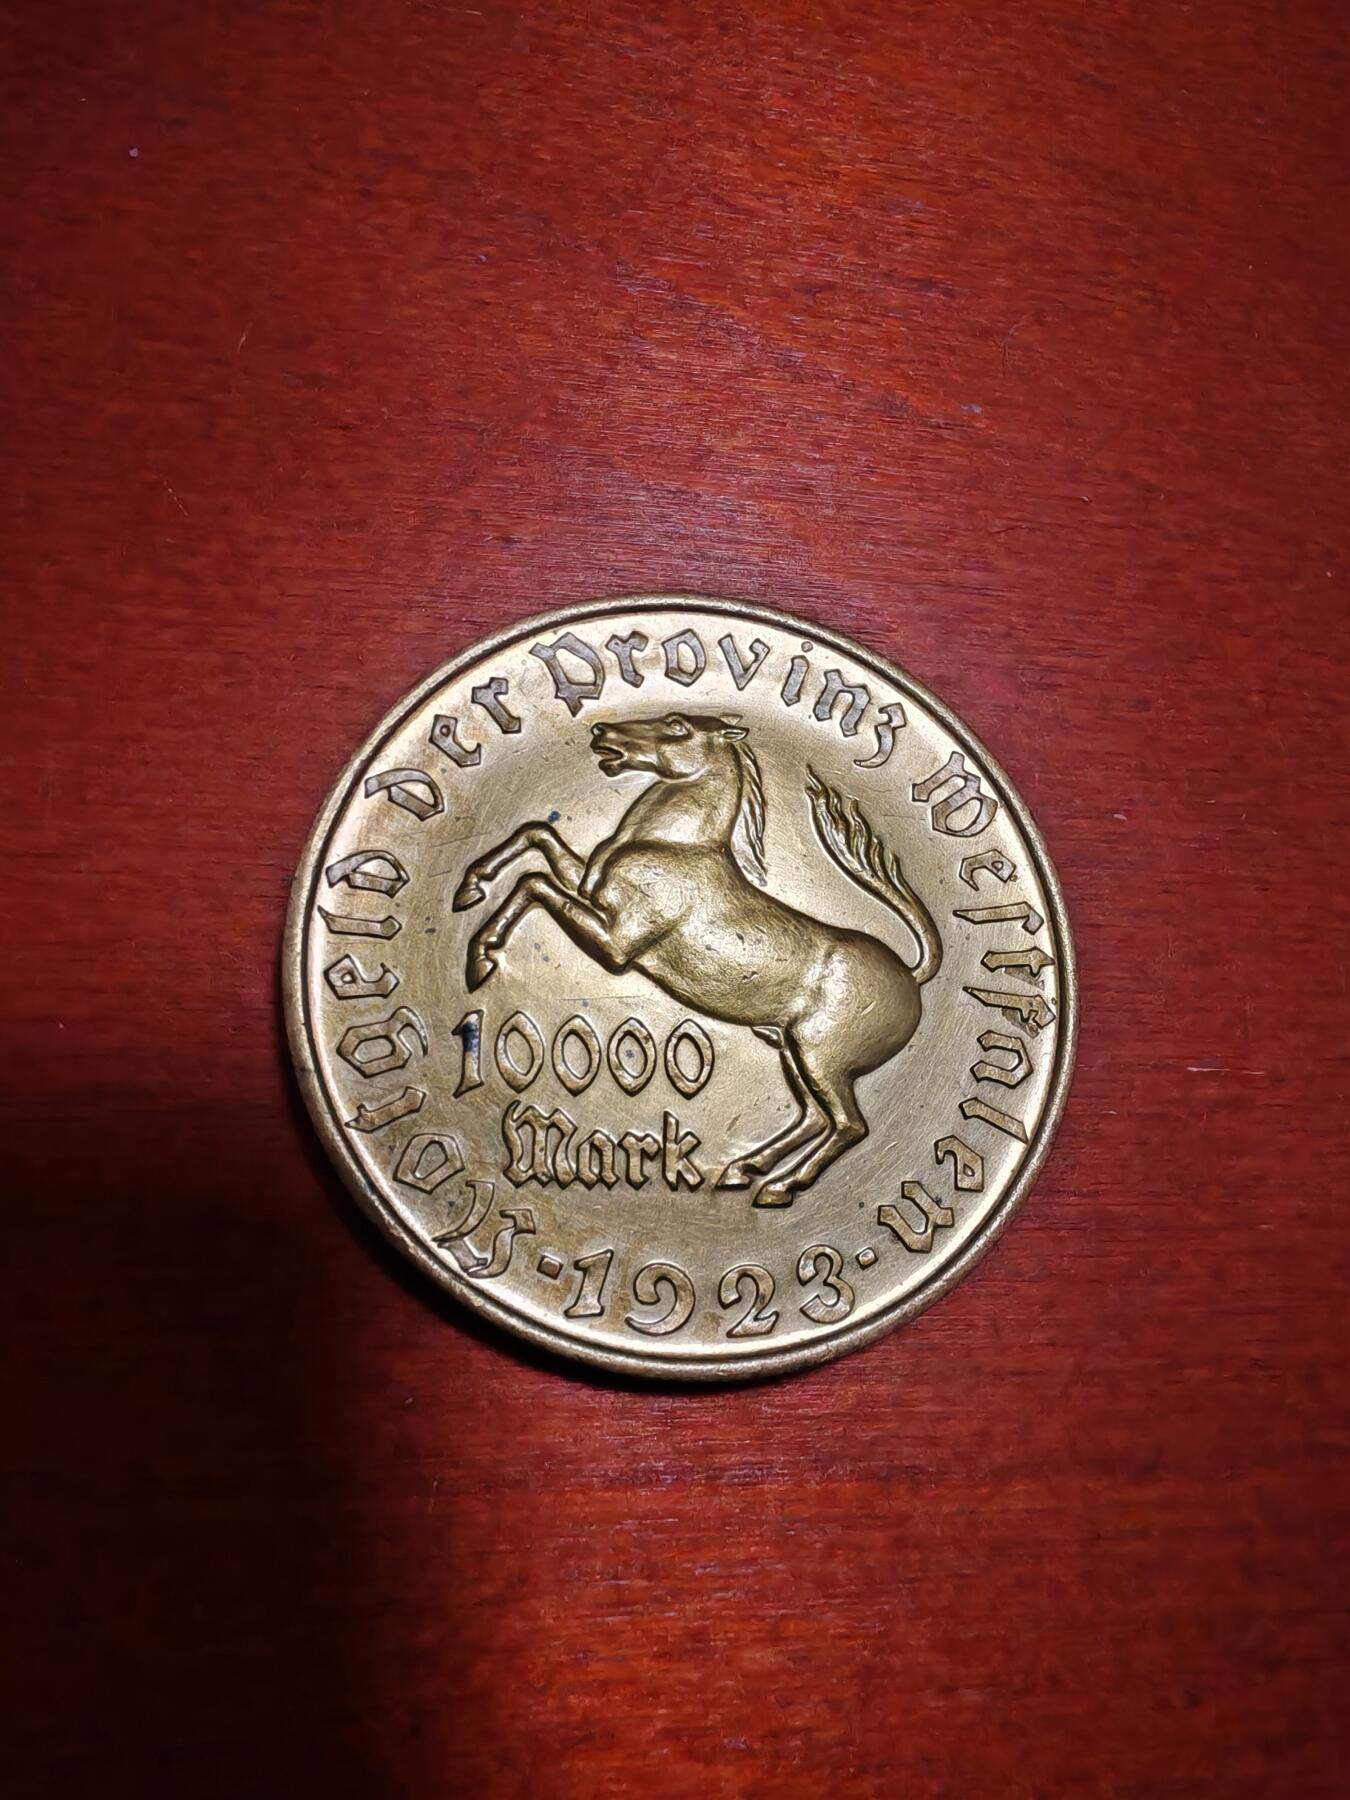 Notgeld der Provinz Westfalen
10000
Mark
·1923·